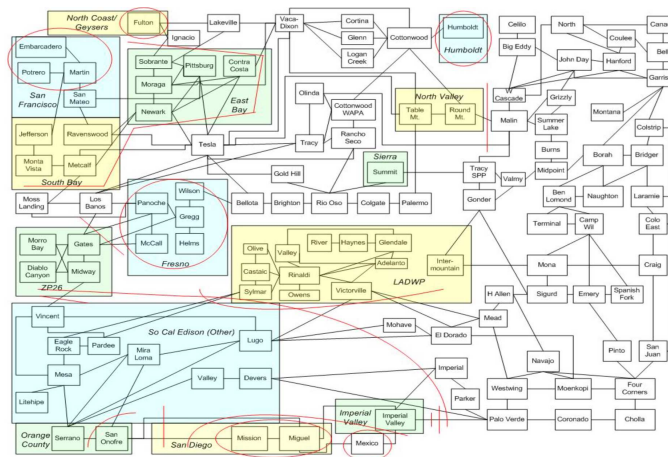 North Coast/
Geysers
Fulton
Lakeville
Ignacio
Vaca-
Dixon
Cortina
Glenn
Logan
Creek
Cottonwood
Humboldt
Humboldt
Celilo
Big Eddy
North
Coulee
John Day
Hanford
W
Cascade
Garris
Embarcadero
Potrero
Martin
San
Francisco
San
Mateo
Sobrante
Pittsburg
Contra
Costa
Moraga
Newark
East
Bay
North Valley
Table
Mt.
Round
Mt.
Malin
Grizzly
Summer
Lake
Burns
Midpoint
Montana
Colstrip
Borah
Bridger
Jefferson
Ravenswood
Monta
Vista
Metcalf
South Bay
Tesla
Tracy
Olinda
Cottonwood
WAPA
Rancho
Seco
Gold Hill
Sierra
Summit
Tracy
SPP
Valmy
Gonder
Ben
Lomond
Naughton
Laramie
Moss
Landing
Los
Banos
Panoche
Wilson
Gregg
McCall
Helms
Fresno
Bellota
Brighton
Rio Oso
Colgate
Palermo
Terminal
Camp
Wil
Colo
East
Morro
Bay
Gates
Diablo
Canyon
Midway
ZP26
Olive
Valley
River
Haynes
Glendale
Castaic
Rinaldi
Adelanto
Sylmar
Owens
Victorville
LADWP
Inter-
mountain
Mona
Craig
H Allen
Sigurd
Emery
Spanish
Fork
Mead
Vincent
So Cal Edison (Other)
Eagle
Rock
Pardee
Mira
Loma
Lugo
Mesa
Valley
Devers
Litehipe
Mohave
El Dorado
Pinto
San
Juan
Navajo
Imperial
Parker
Westwing
Moenkopi
Four
Corners
Palo Verde
Coronado
Cholla
Orange
County
Serrano
San
Onofre
San Diego
Mission
Miguel
Imperial
Valley
Imperial
Valley
Mexico